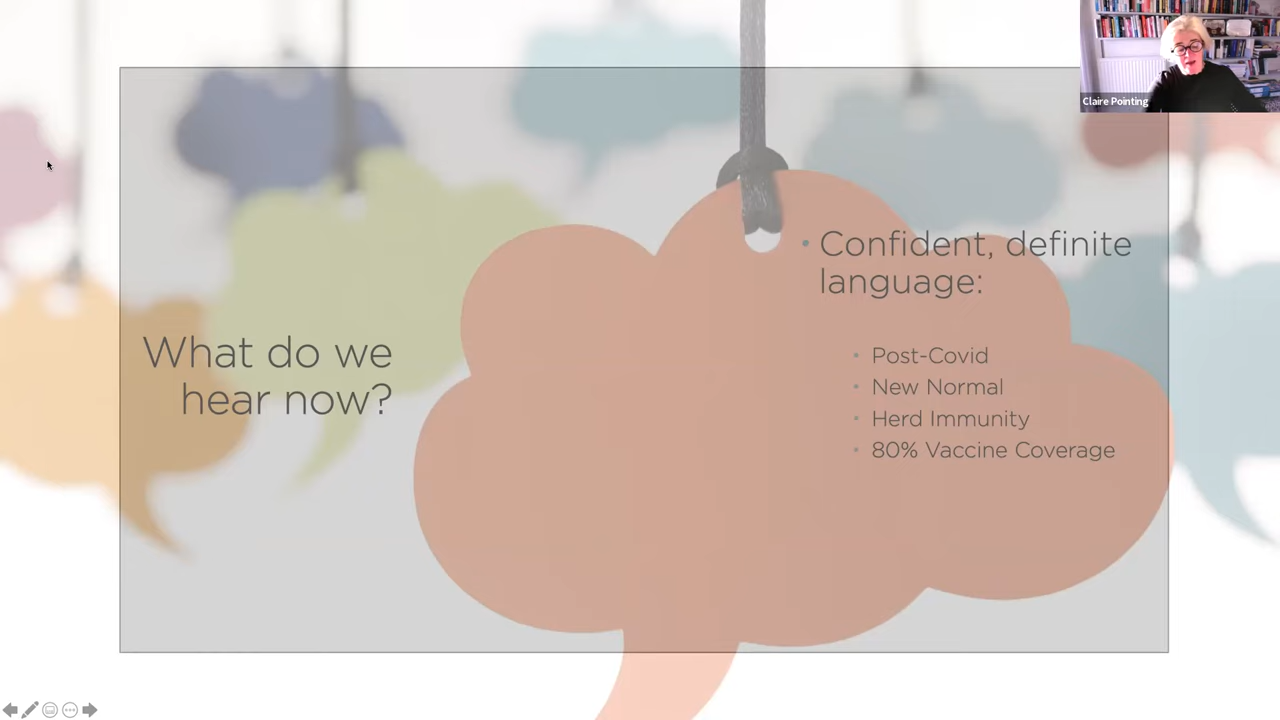 Claire Pointing
What do we
hear now?
• Confident, definite
language:
• Post-Covid
• New Normal
• Herd Immunity
• 80% Vaccine Coverage